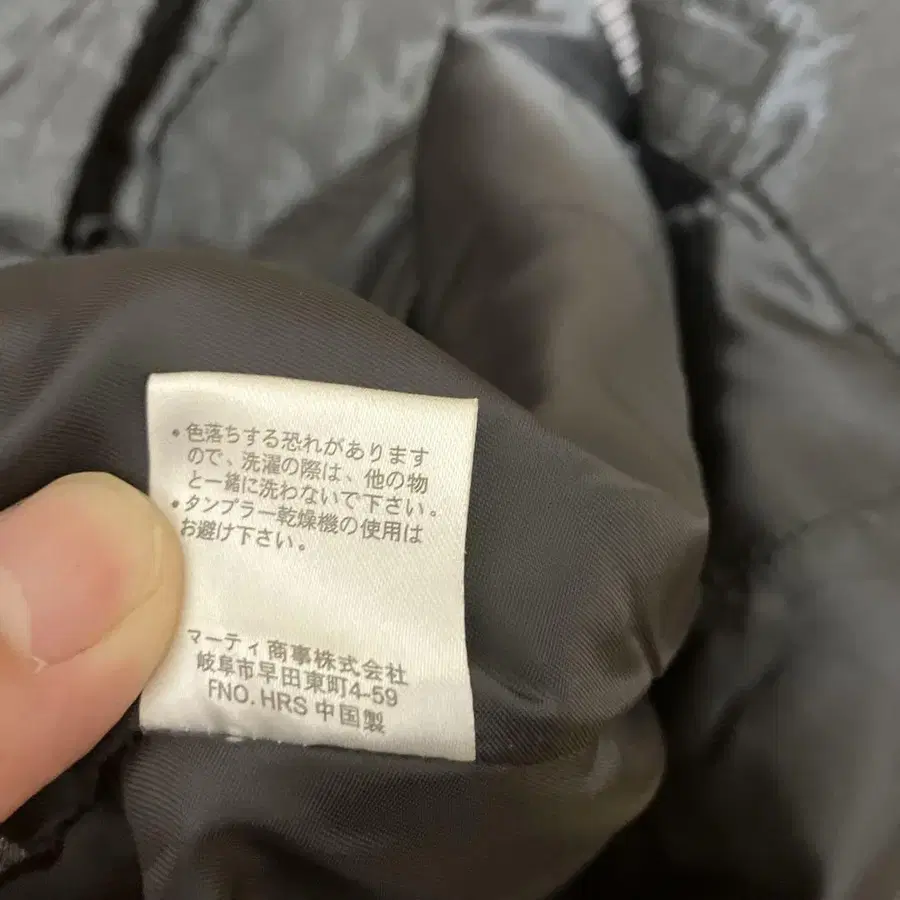 ・色落ちする恐れがあります
ので、洗濯の際は、他の物
と一緒に洗わないで下さい。
・タンブラー乾燥機の使用は
お避け下さい。
マーティ商事株式会社
岐阜市早田東町4-59
FNO. HRS 中国製